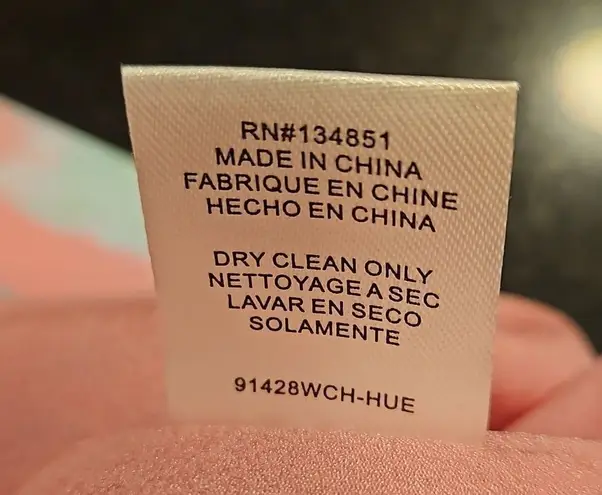 RN#134851
MADE IN CHINA
FABRIQUE EN CHINE
HECHO EN CHINA
DRY CLEAN ONLY
NETTOYAGE A SEC
LAVAR EN SECO
SOLAMENTE
91428WCH-HUE